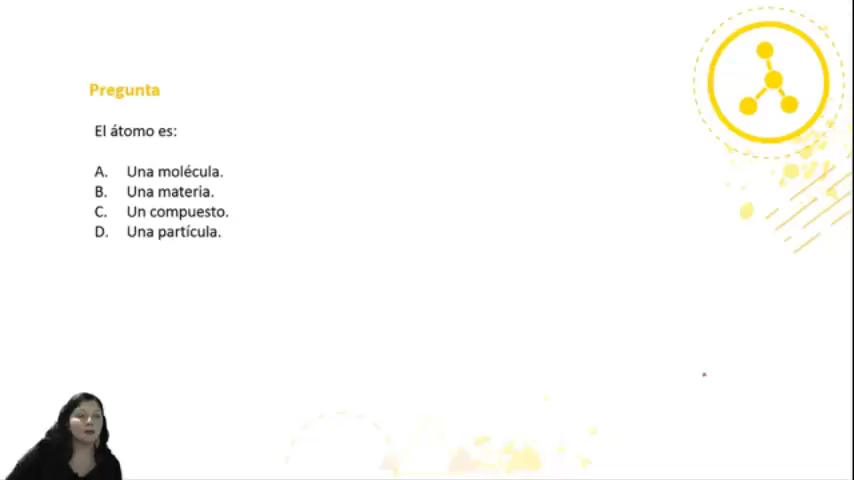 Pregunta
El átomo es:
A. Una molécula.
B. Una materia.
C. Un compuesto.
D. Una partícula.